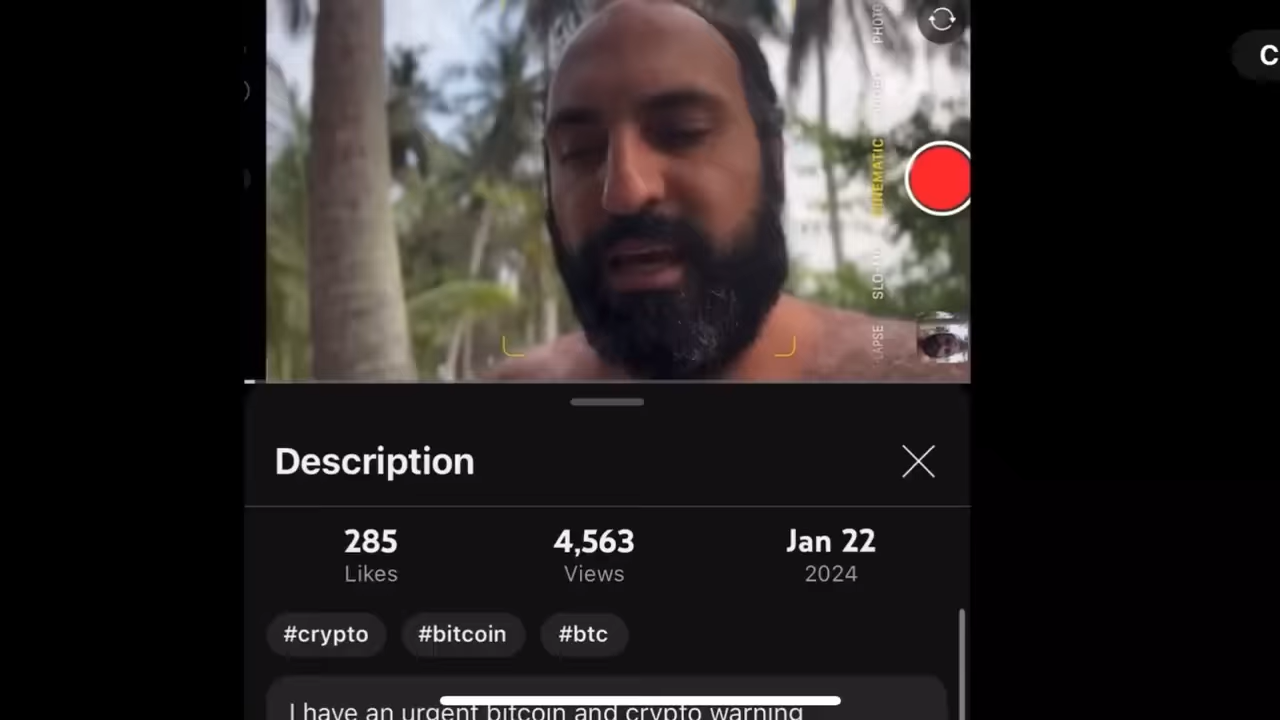 PHOTO
CINEMATIC
SLO-MO
LAPSE
C
Description
285
4,563
Jan 22
Likes
Views
2024
#crypto
#bitcoin
#btc
I have an urgent bitcoin and crypto warning